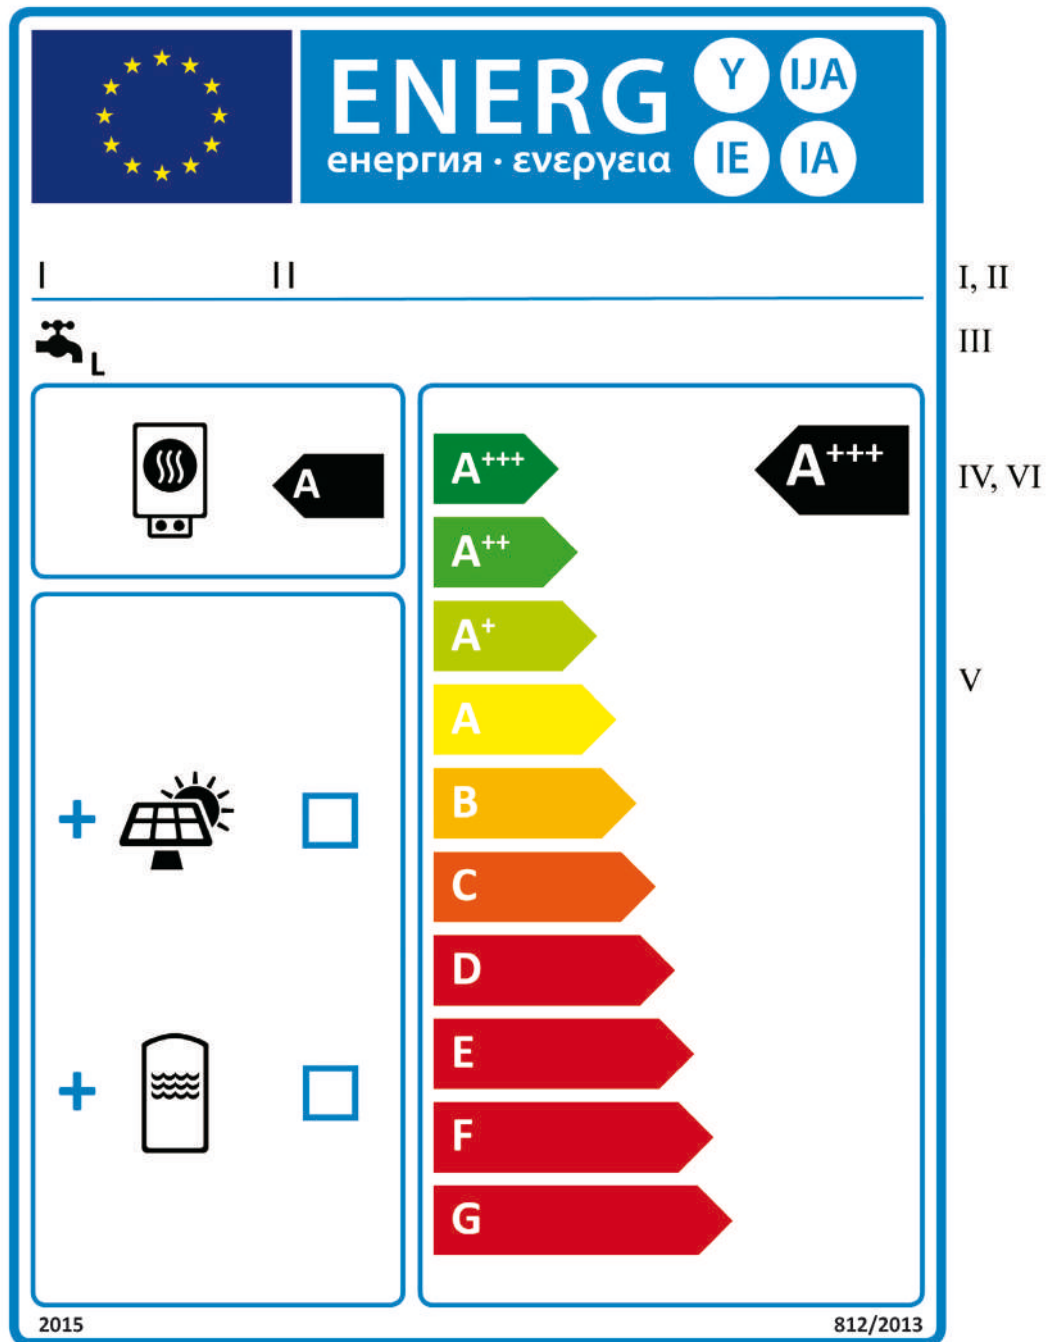 ENERG Y IJA
енергия · ενεργεια IE IA
I II I, II
L III
A A+++ A+++ IV, VI
A++
A+
V
A
B
C
D
E
F
G
2015 812/2013